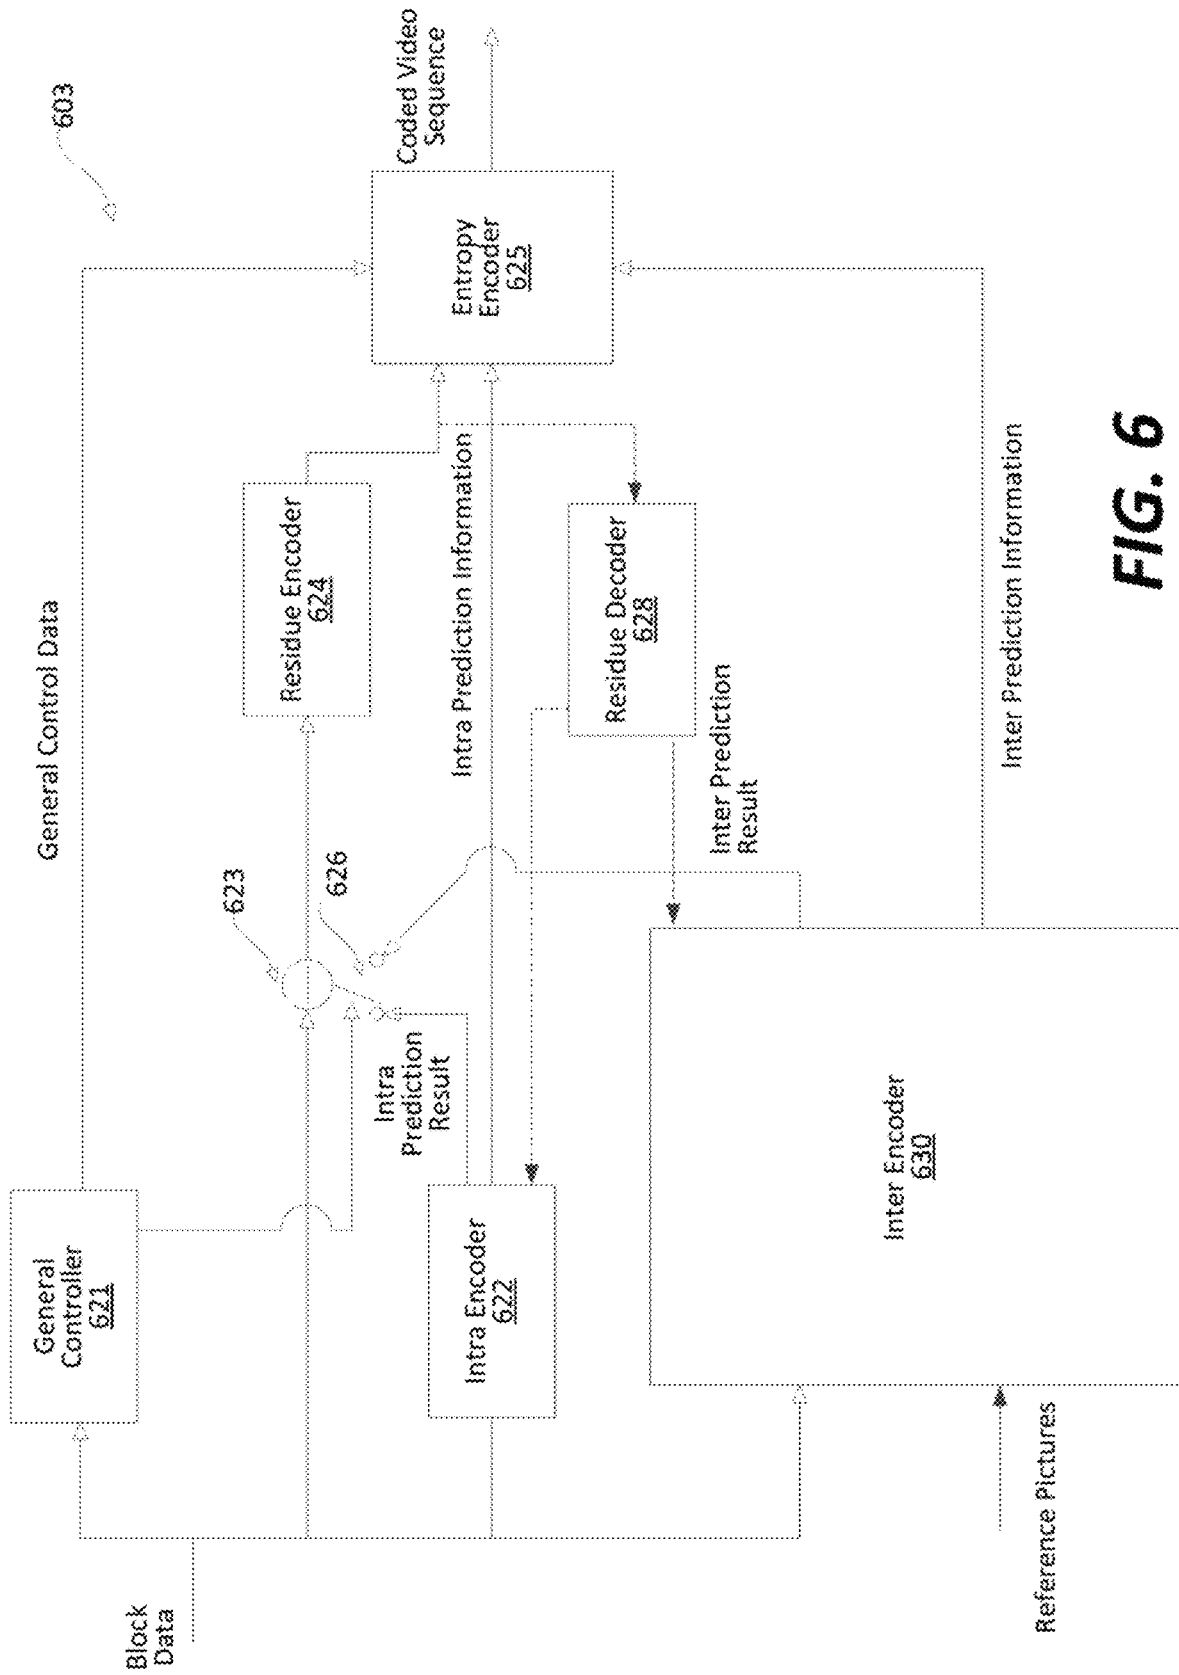 603
General Control Data
General
Controller
621
Block
Data
623
626
Residue Encoder
624
Coded Video
Sequence
Entropy
Encoder
625
Intra
Prediction
Result
Intra Prediction Information
Intra Encoder
622
Residue Decoder
628
Inter Prediction
Result
Inter Encoder
630
Reference Pictures
Inter Prediction Information
FIG. 6